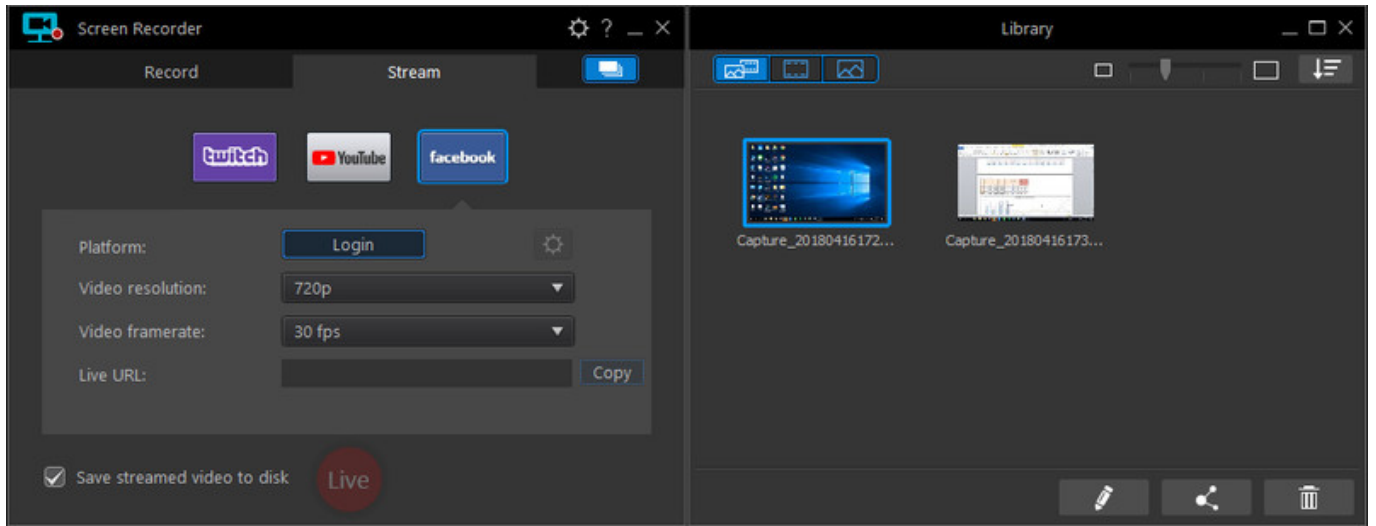 Screen Recorder
?
Library
Record
Stream
twitch
YouTube
facebook
Platform:
Login
Video resolution:
720p
Video framerate:
30 fps
Live URL:
Copy
Save streamed video to disk
Live
Capture_20180416172...
Capture_20180416173...